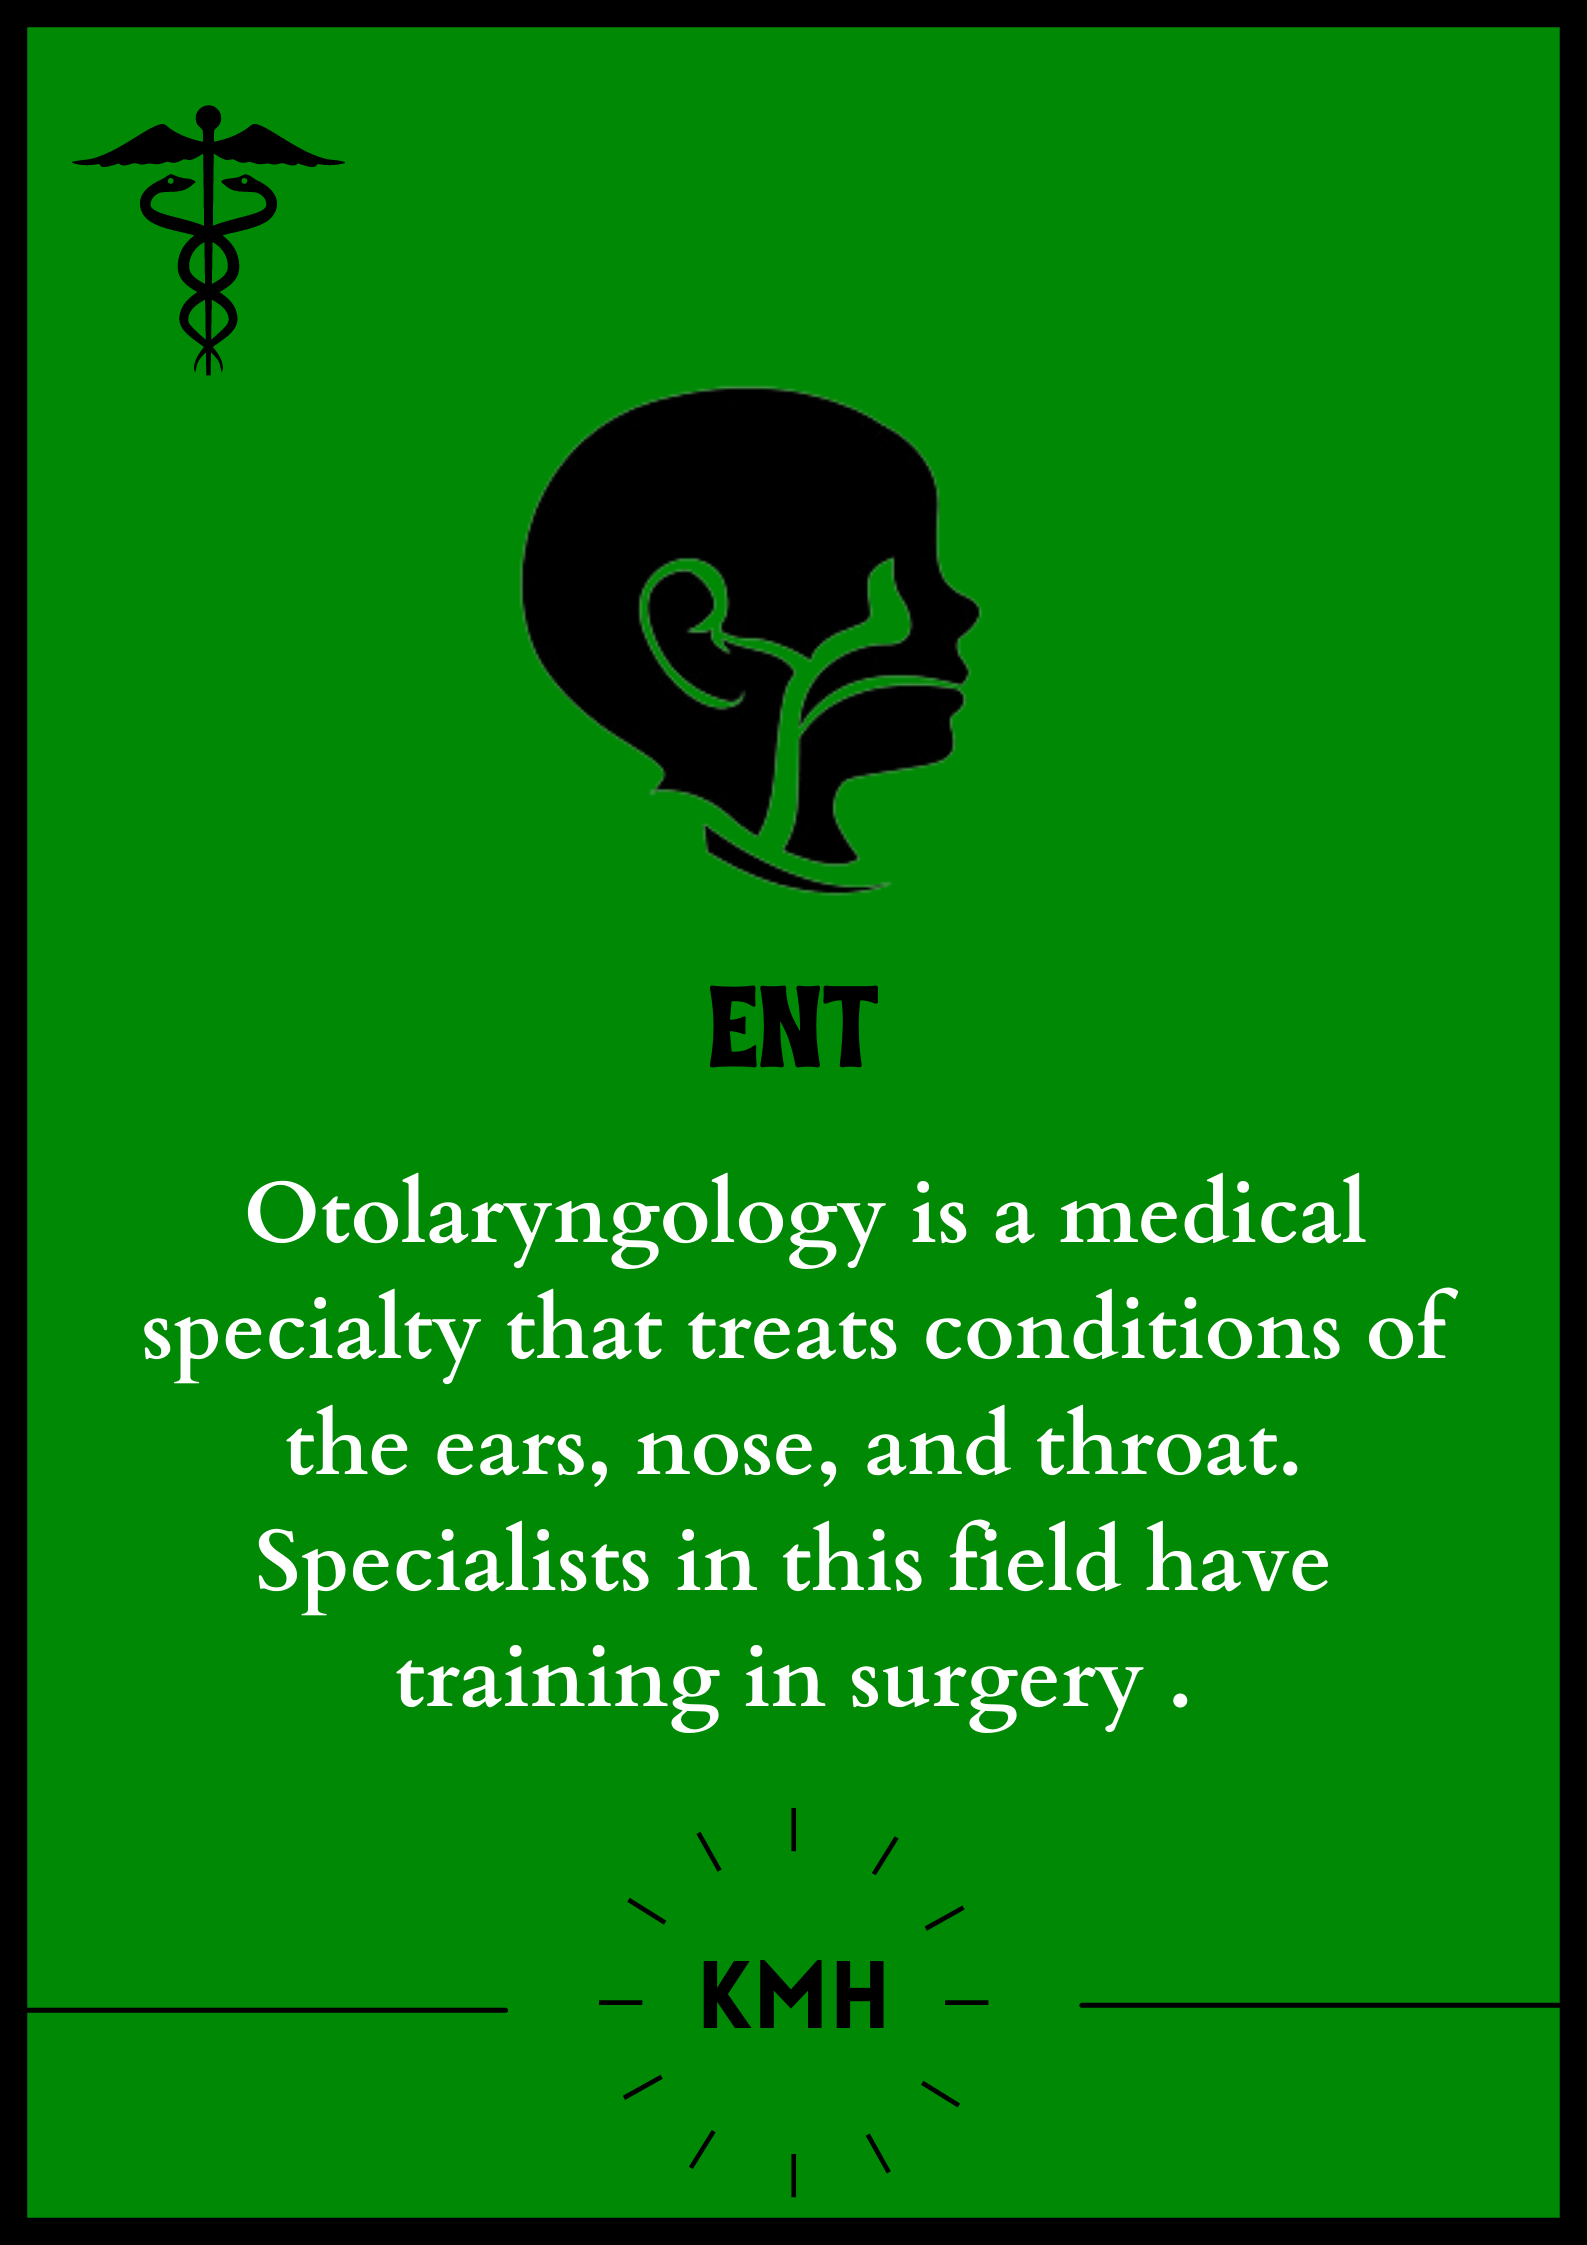 ENT
Otolaryngology is a medical
specialty that treats conditions of
the ears, nose, and throat.
Specialists in this field have
training in surgery .
KMH